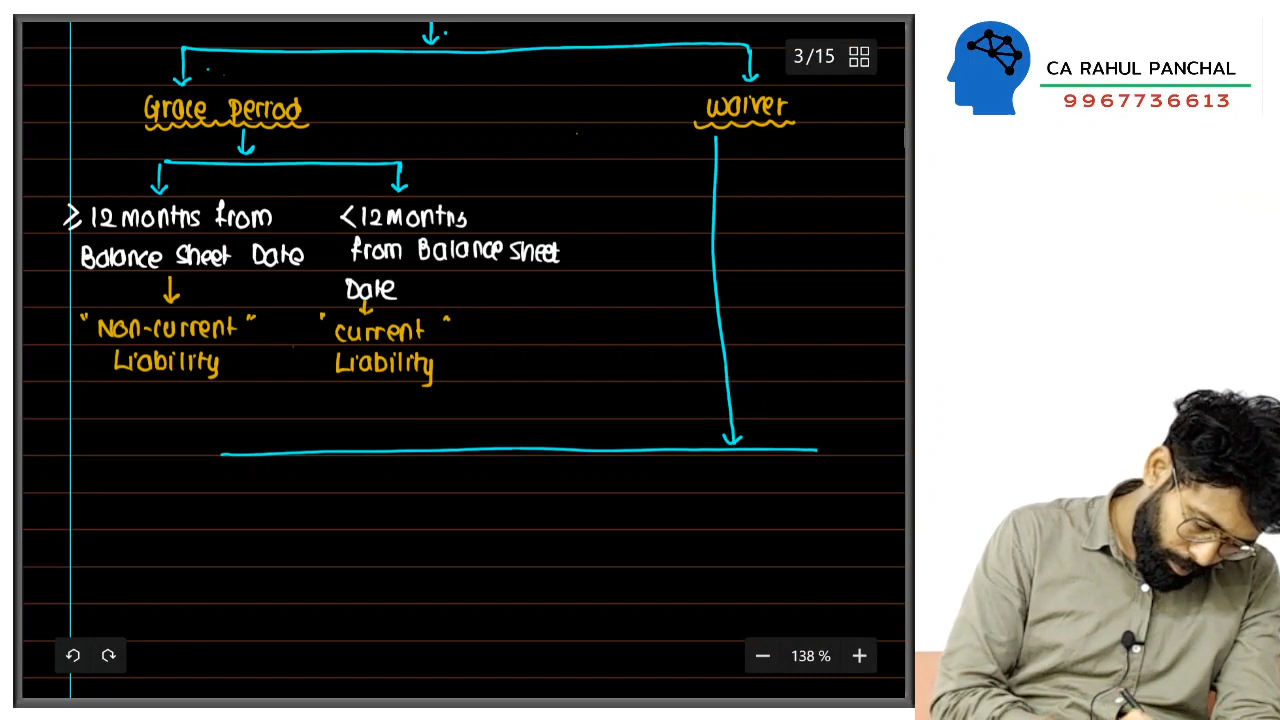 3/15
CA RAHUL PANCHAL
9967736613
Grace Period
Waiver
≥ 12 months from
Balance Sheet Date
< 12 months
from Balance sheet
Date
"Non-current"
Liability
"current"
Liability
138 %